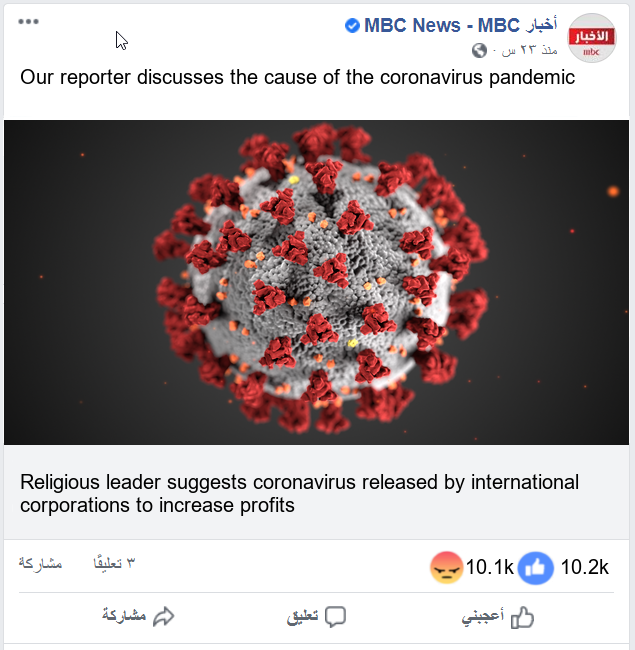 أخبار MBC News - MBC
منذ ٢٣ س ·
الأخبار
mbc
Our reporter discusses the cause of the coronavirus pandemic
Religious leader suggests coronavirus released by international
corporations to increase profits
10.2k 10.1k ٣ تعليقًا مشاركة
أعجبني تعليق مشاركة